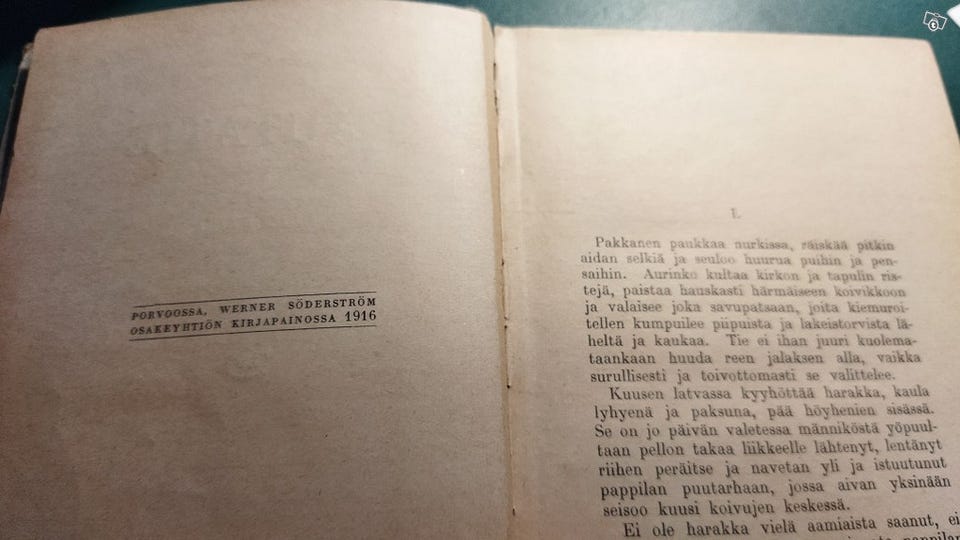 PORVOOSSA, WERNER SÖDERSTRÖM
OSAKEYHTIÖN KIRJAPAINOSSA 1916
I.
Pakkanen paukkaa nurkissa, räiskää pitkin
aidan selkiä ja seuloo huurua puihin ja pen-
saihin. Aurinko kultaa kirkon ja tapulin ris-
tejä, paistaa hauskasti härmäiseen koivikkoon
ja valaisee joka savupatsaan, joita kiemuroi-
tellen kumpuilee piipuista ja lakeistorvista lä-
heltä ja kaukaa. Tie ei ihan juuri kuolema-
taankaan huuda reen jalaksen alla, vaikka
surullisesti ja toivottomasti se valittelee.
Kuusen latvassa kyyhöttää harakka, kaula
lyhyenä ja paksuna, pää höyhenien sisässä.
Se on jo päivän valetessa männiköstä yöpuul-
taan pellon takaa liikkeelle lähtenyt, lentänyt
riihen peräitse ja navetan yli ja istuutunut
pappilan puutarhaan, jossa aivan yksinään
seisoo kuusi koivujen keskessä.
Ei ole harakka vielä aamiaista saanut, ei
pappilan